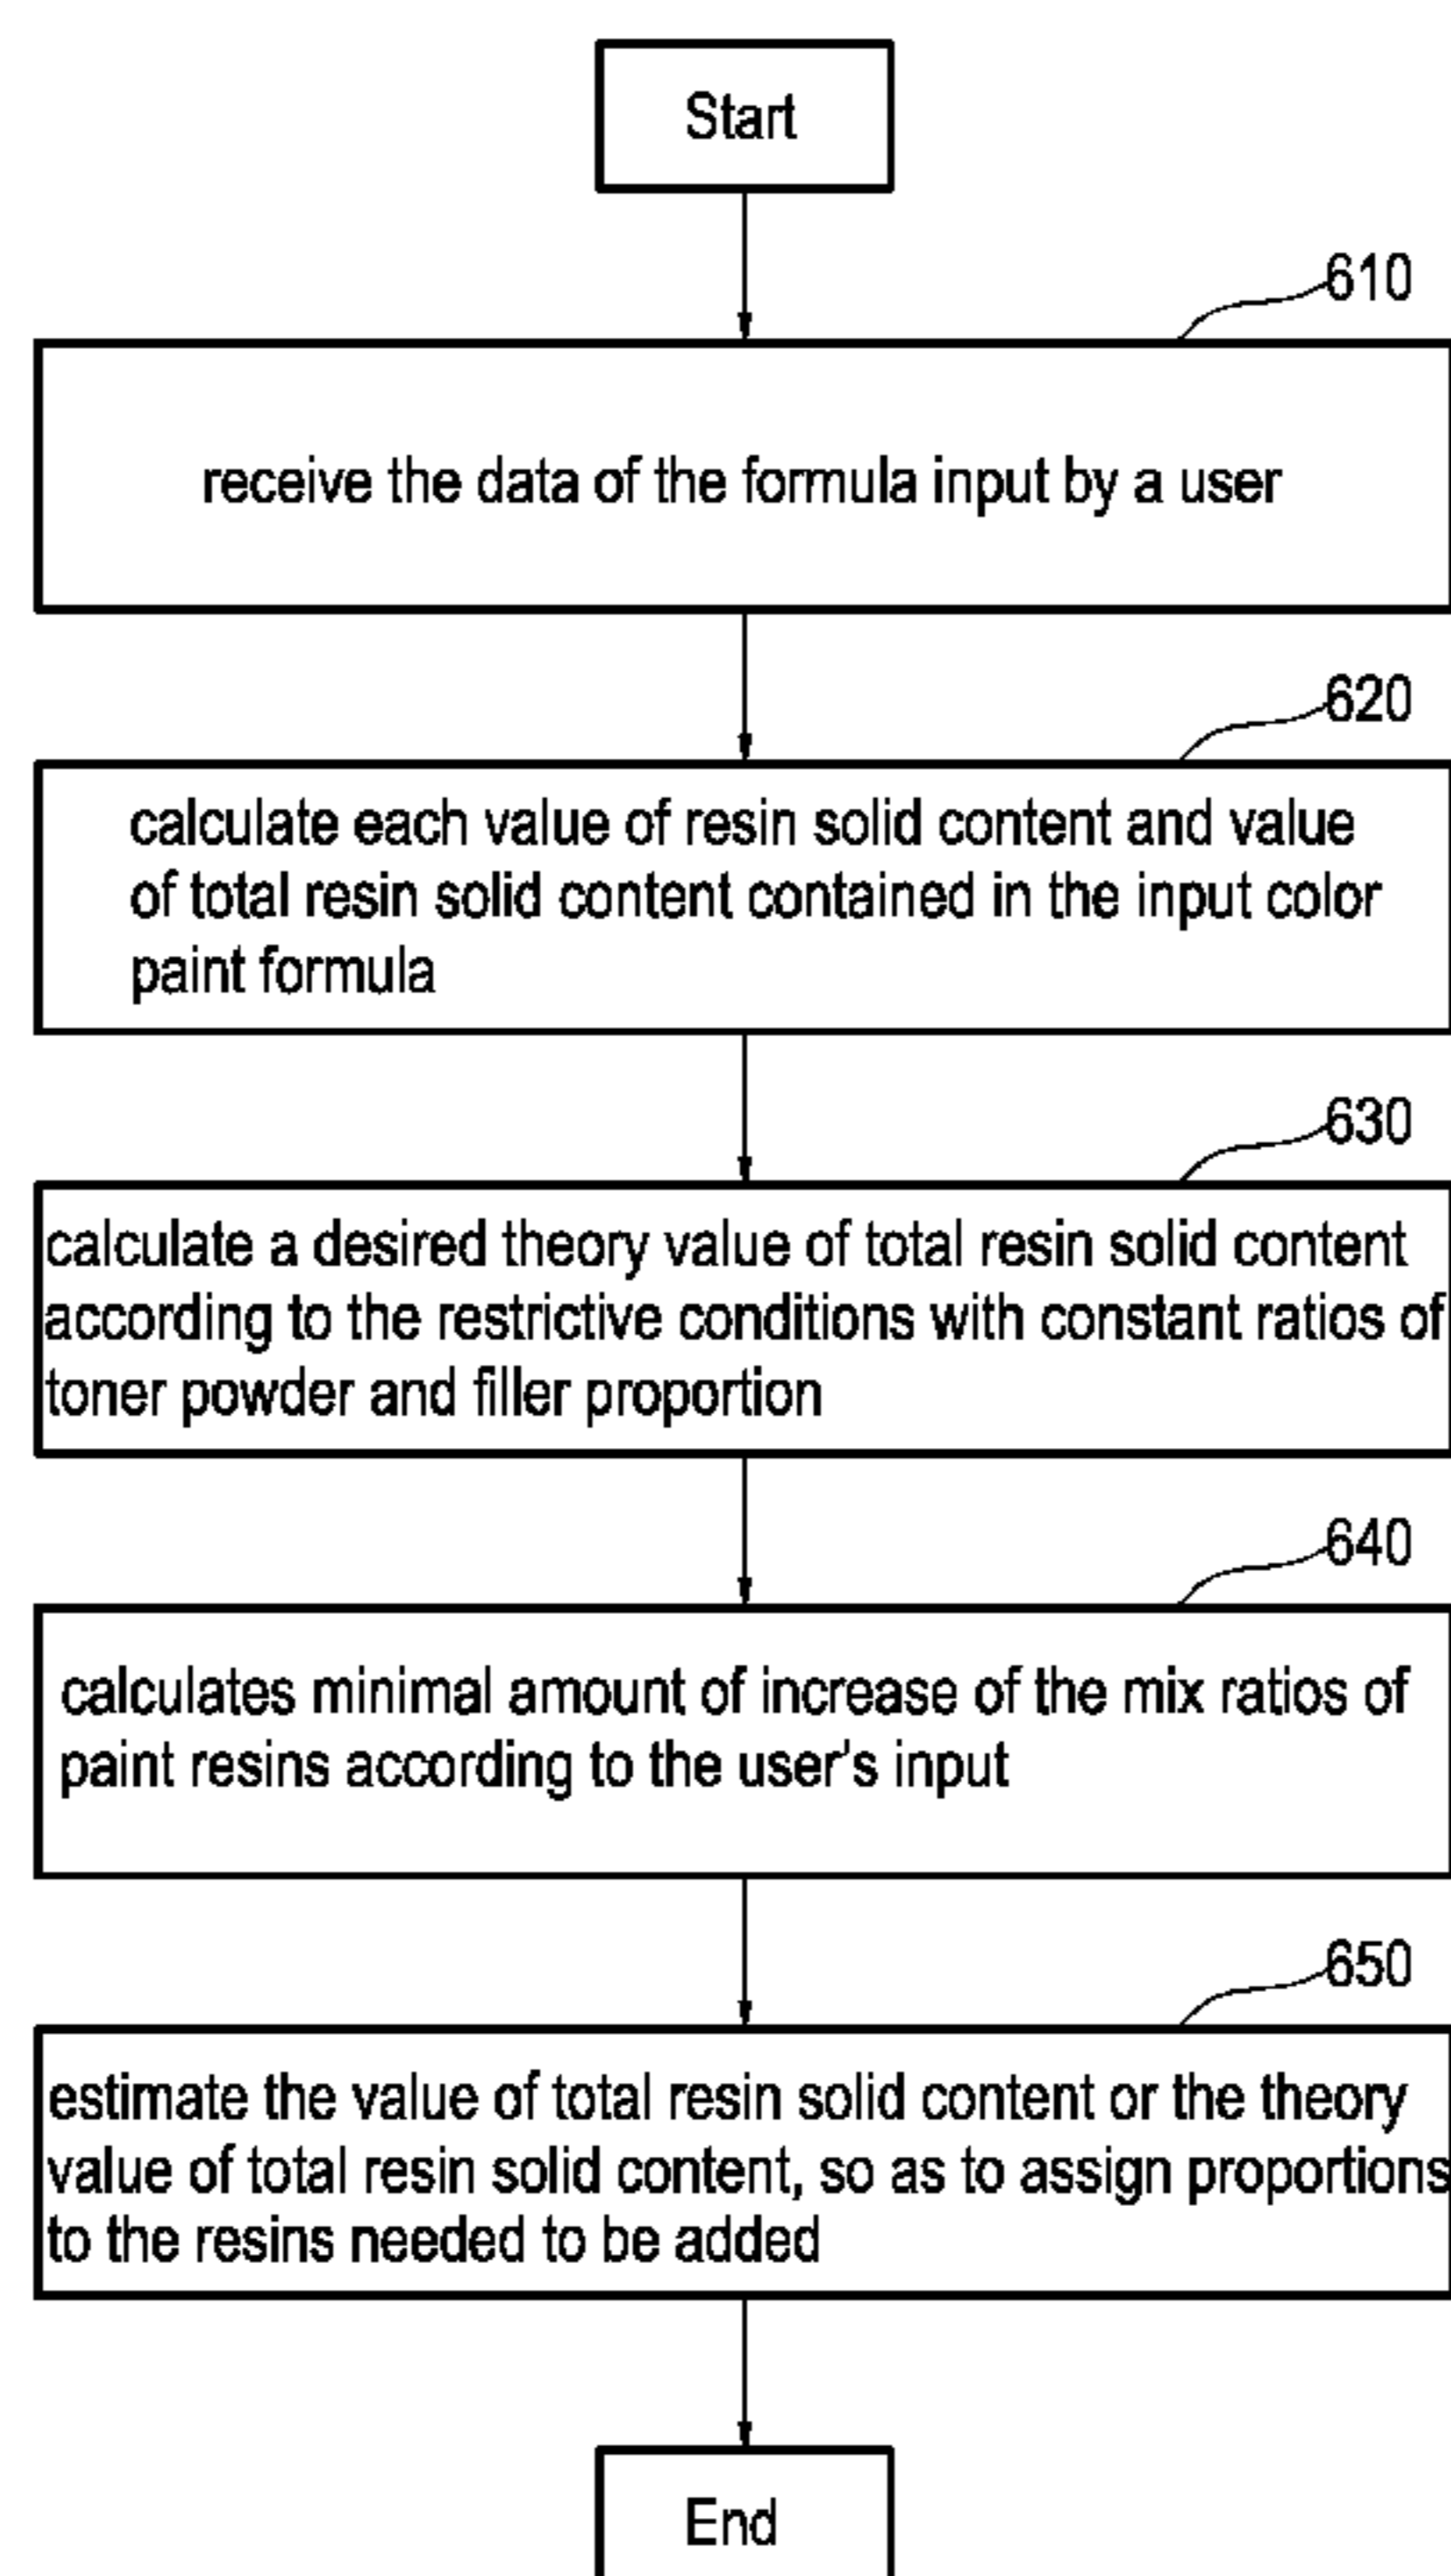 Start
610
receive the data of the formula input by a user
620
calculate each value of resin solid content and value
of total resin solid content contained in the input color
paint formula
630
calculate a desired theory value of total resin solid content
according to the restrictive conditions with constant ratios of
toner powder and filler proportion
640
calculates minimal amount of increase of the mix ratios of
paint resins according to the user's input
650
estimate the value of total resin solid content or the theory
value of total resin solid content, so as to assign proportions
to the resins needed to be added
End